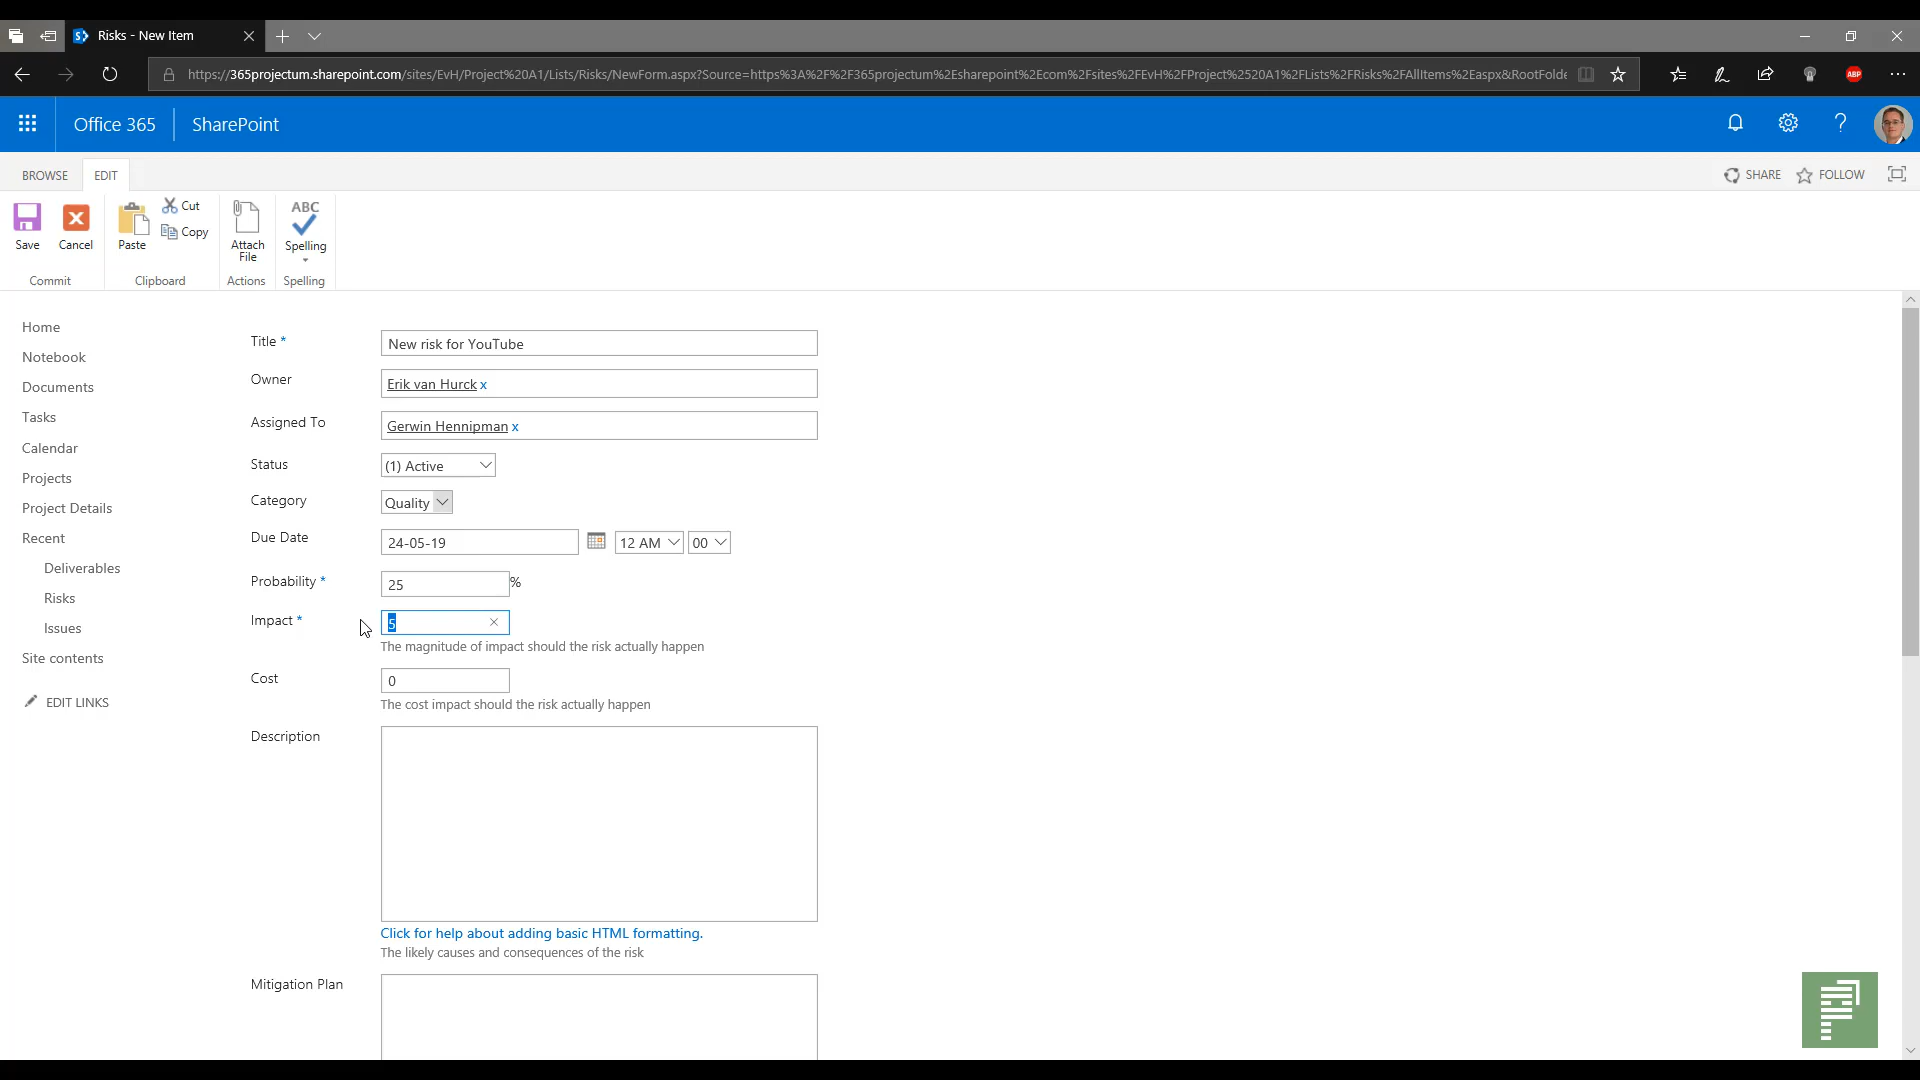 Risks - New Item
https://365projectum.sharepoint.com/sites/EvH/Project%20A1/Lists/Risks/NewForm.aspx?Source=https%3A%2F%2F365projectum%2Esharepoint%2Ecom%2Fsites%2FEvH%2FProject%2520A1%2FLists%2FRisks%2FAllItems%2Easpx&RootFolde
ABP
Office 365
SharePoint
BROWSE
EDIT
SHARE
FOLLOW
Save
Cancel
Paste
Cut
Copy
Attach
File
ABC
Spelling
Commit
Clipboard
Actions
Spelling
Home
Notebook
Documents
Tasks
Calendar
Projects
Project Details
Recent
Deliverables
Risks
Issues
Site contents
EDIT LINKS
Title *
New risk for YouTube
Owner
Erik van Hurck x
Assigned To
Gerwin Hennipman x
Status
(1) Active
Category
Quality
Due Date
24-05-19
12 AM
00
Probability *
25
%
Impact *
5
The magnitude of impact should the risk actually happen
Cost
0
The cost impact should the risk actually happen
Description
Click for help about adding basic HTML formatting.
The likely causes and consequences of the risk
Mitigation Plan